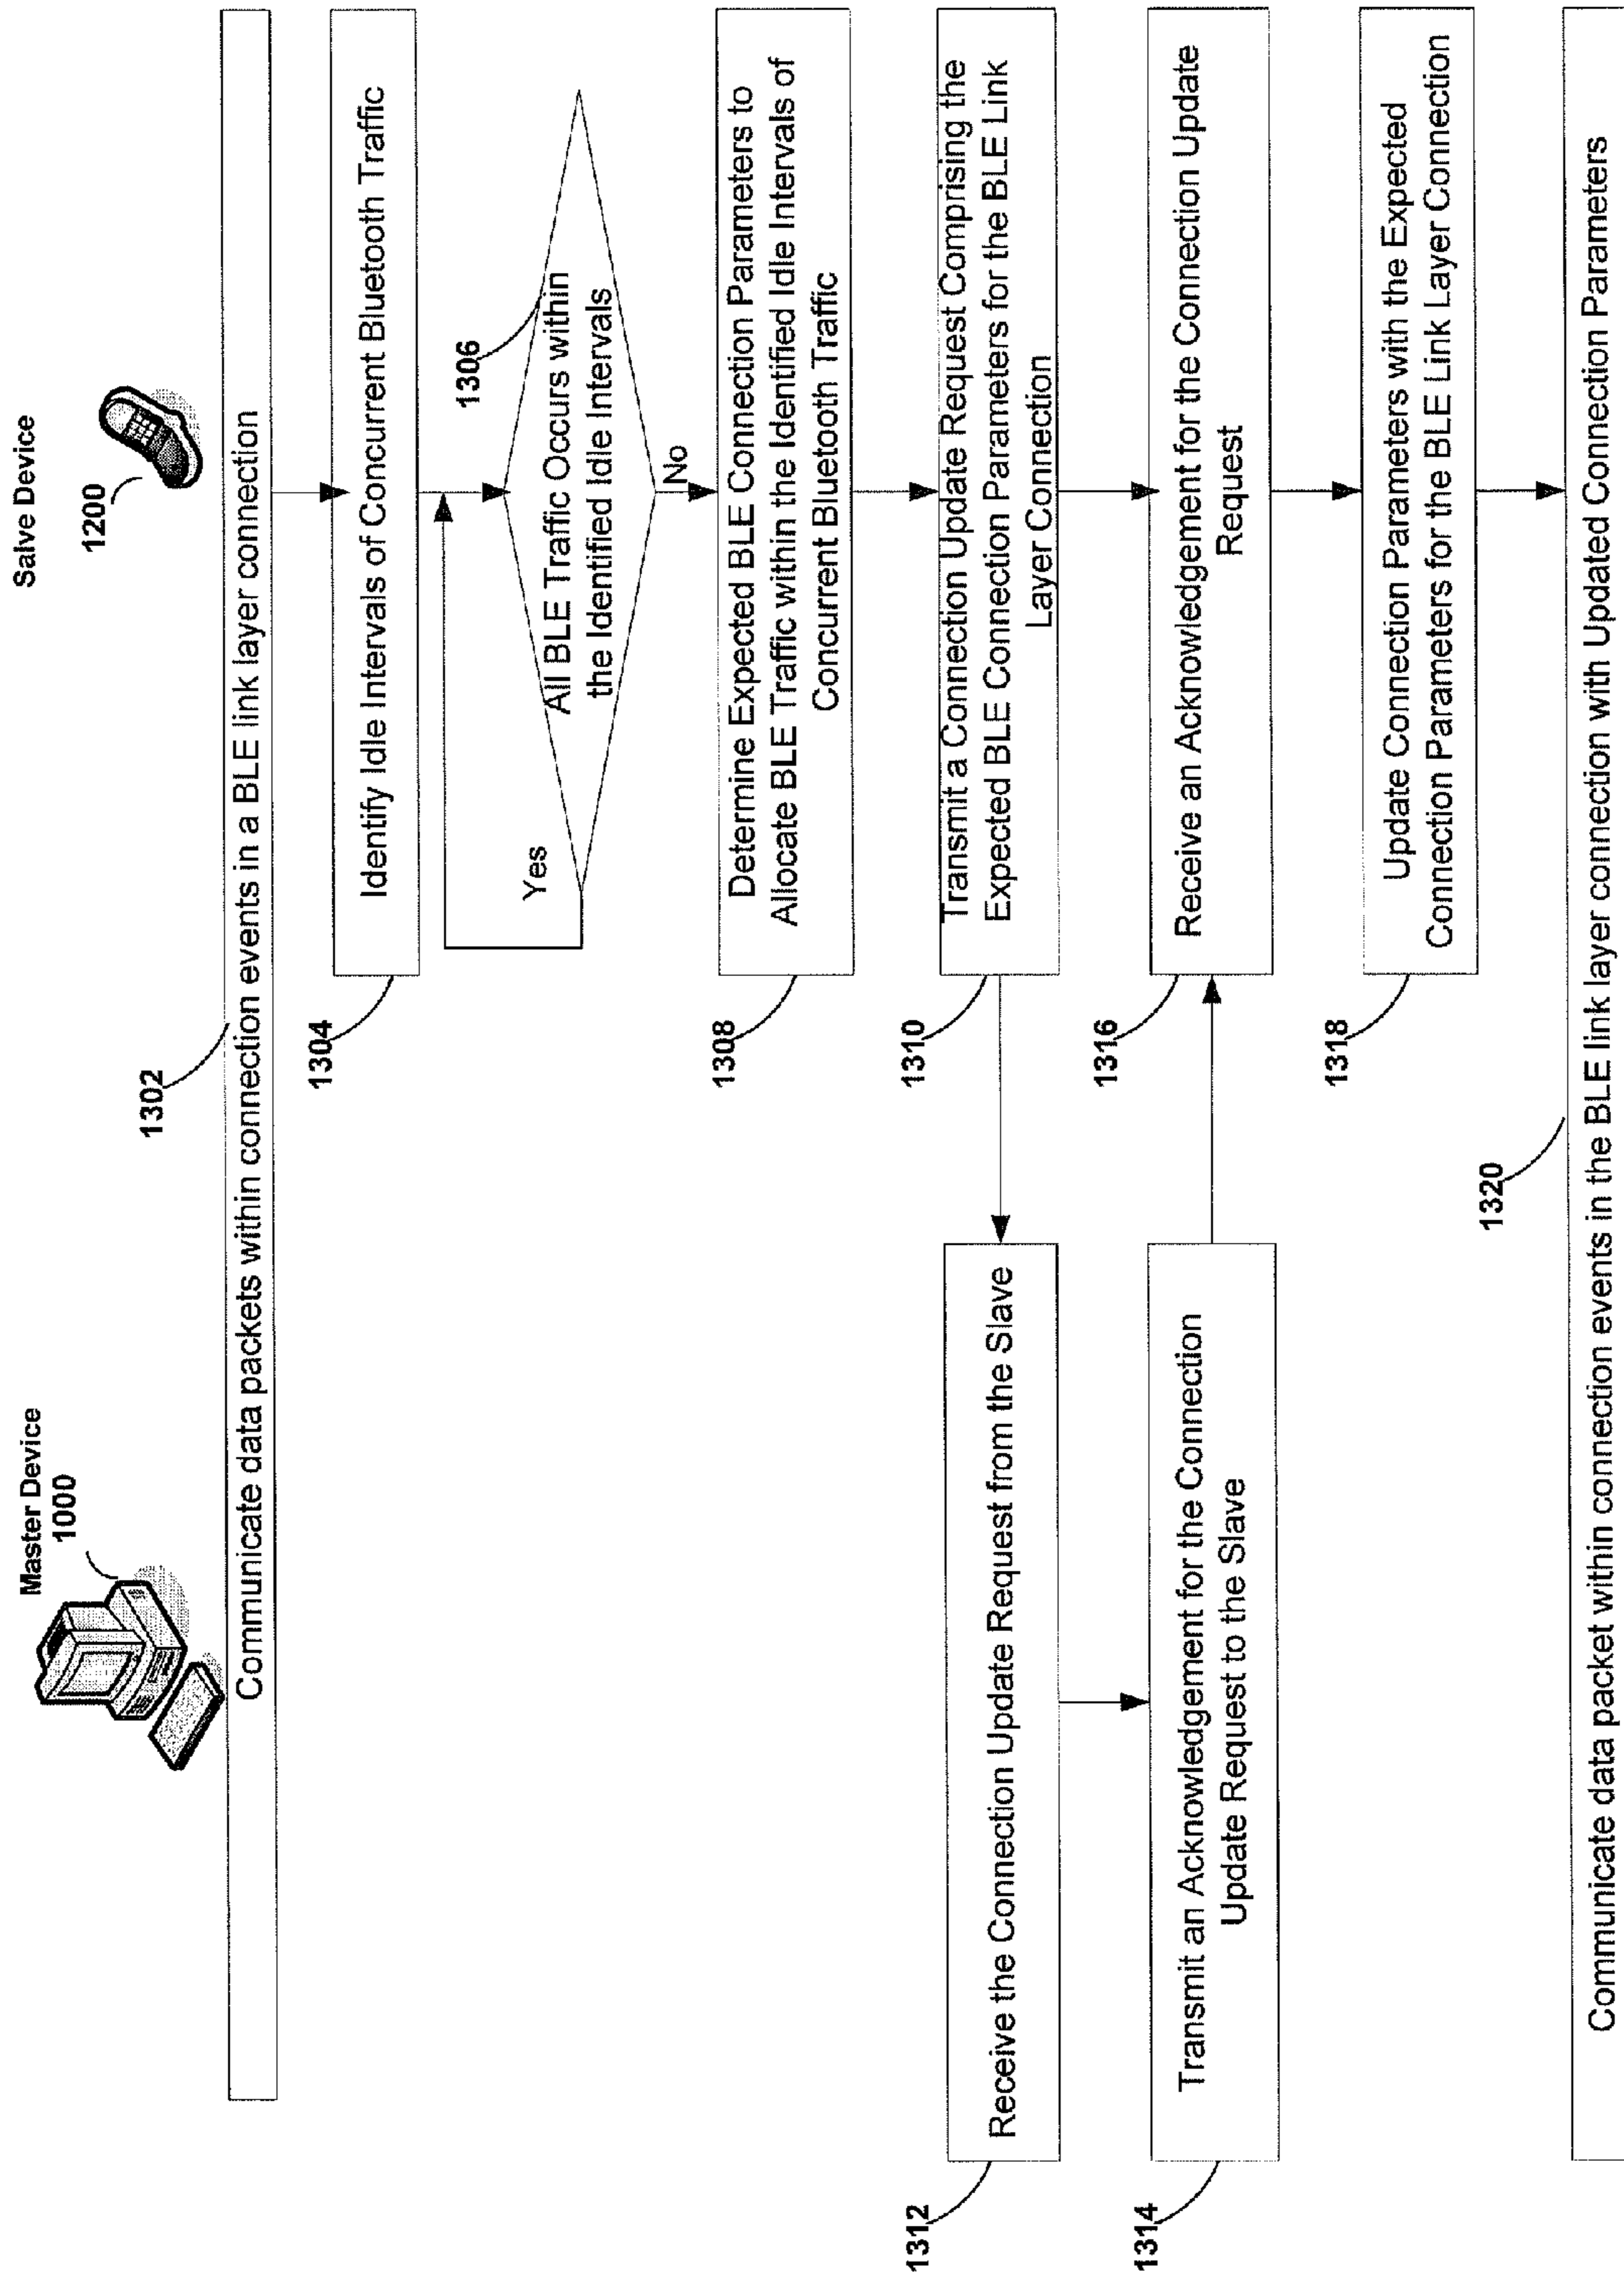 Master Device
1000
Salve Device
1200
1302
Communicate data packets within connection events in a BLE link layer connection
1304
Identify Idle Intervals of Concurrent Bluetooth Traffic
1306
All BLE Traffic Occurs within
the Identified Idle Intervals
Yes
No
1308
Determine Expected BLE Connection Parameters to
Allocate BLE Traffic within the Identified Idle Intervals of
Concurrent Bluetooth Traffic
1310
Transmit a Connection Update Request Comprising the
Expected BLE Connection Parameters for the BLE Link
Layer Connection
1312
Receive the Connection Update Request from the Slave
1314
Transmit an Acknowledgement for the Connection
Update Request to the Slave
1316
Receive an Acknowledgement for the Connection Update
Request
1318
Update Connection Parameters with the Expected
Connection Parameters for the BLE Link Layer Connection
1320
Communicate data packet within connection events in the BLE link layer connection with Updated Connection Parameters